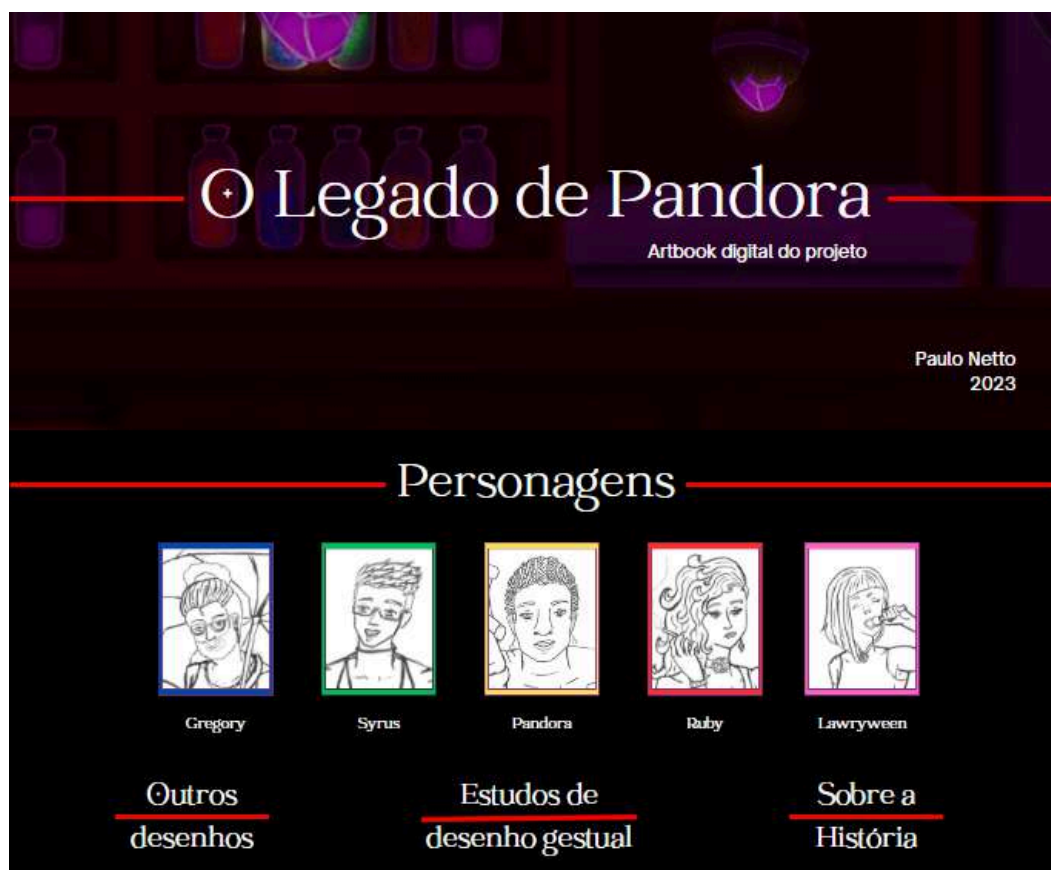 O Legado de Pandora
Artbook digital do projeto
Paulo Netto
2023
Personagens
Gregory
Syrus
Pandora
Ruby
Lawryween
Outros
desenhos
Estudos de
desenho gestual
Sobre a
História